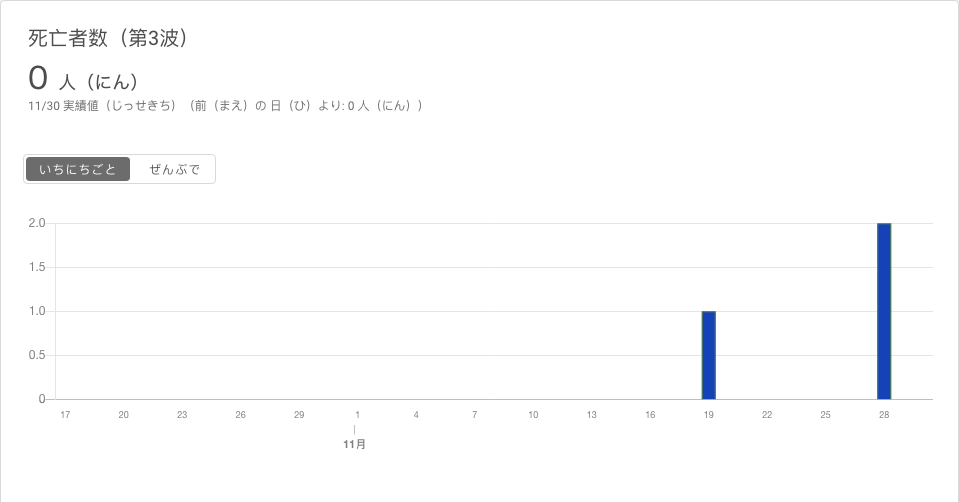 死亡者数（第3波）
0 人（にん）
11/30 実績値（じっせきち）（前（まえ）の 日（ひ）より: 0 人（にん））
いちにちごと ぜんぶで
2.0
1.5
1.0
0.5
0
17 20 23 26 29 1 4 7 10 13 16 19 22 25 28
11月